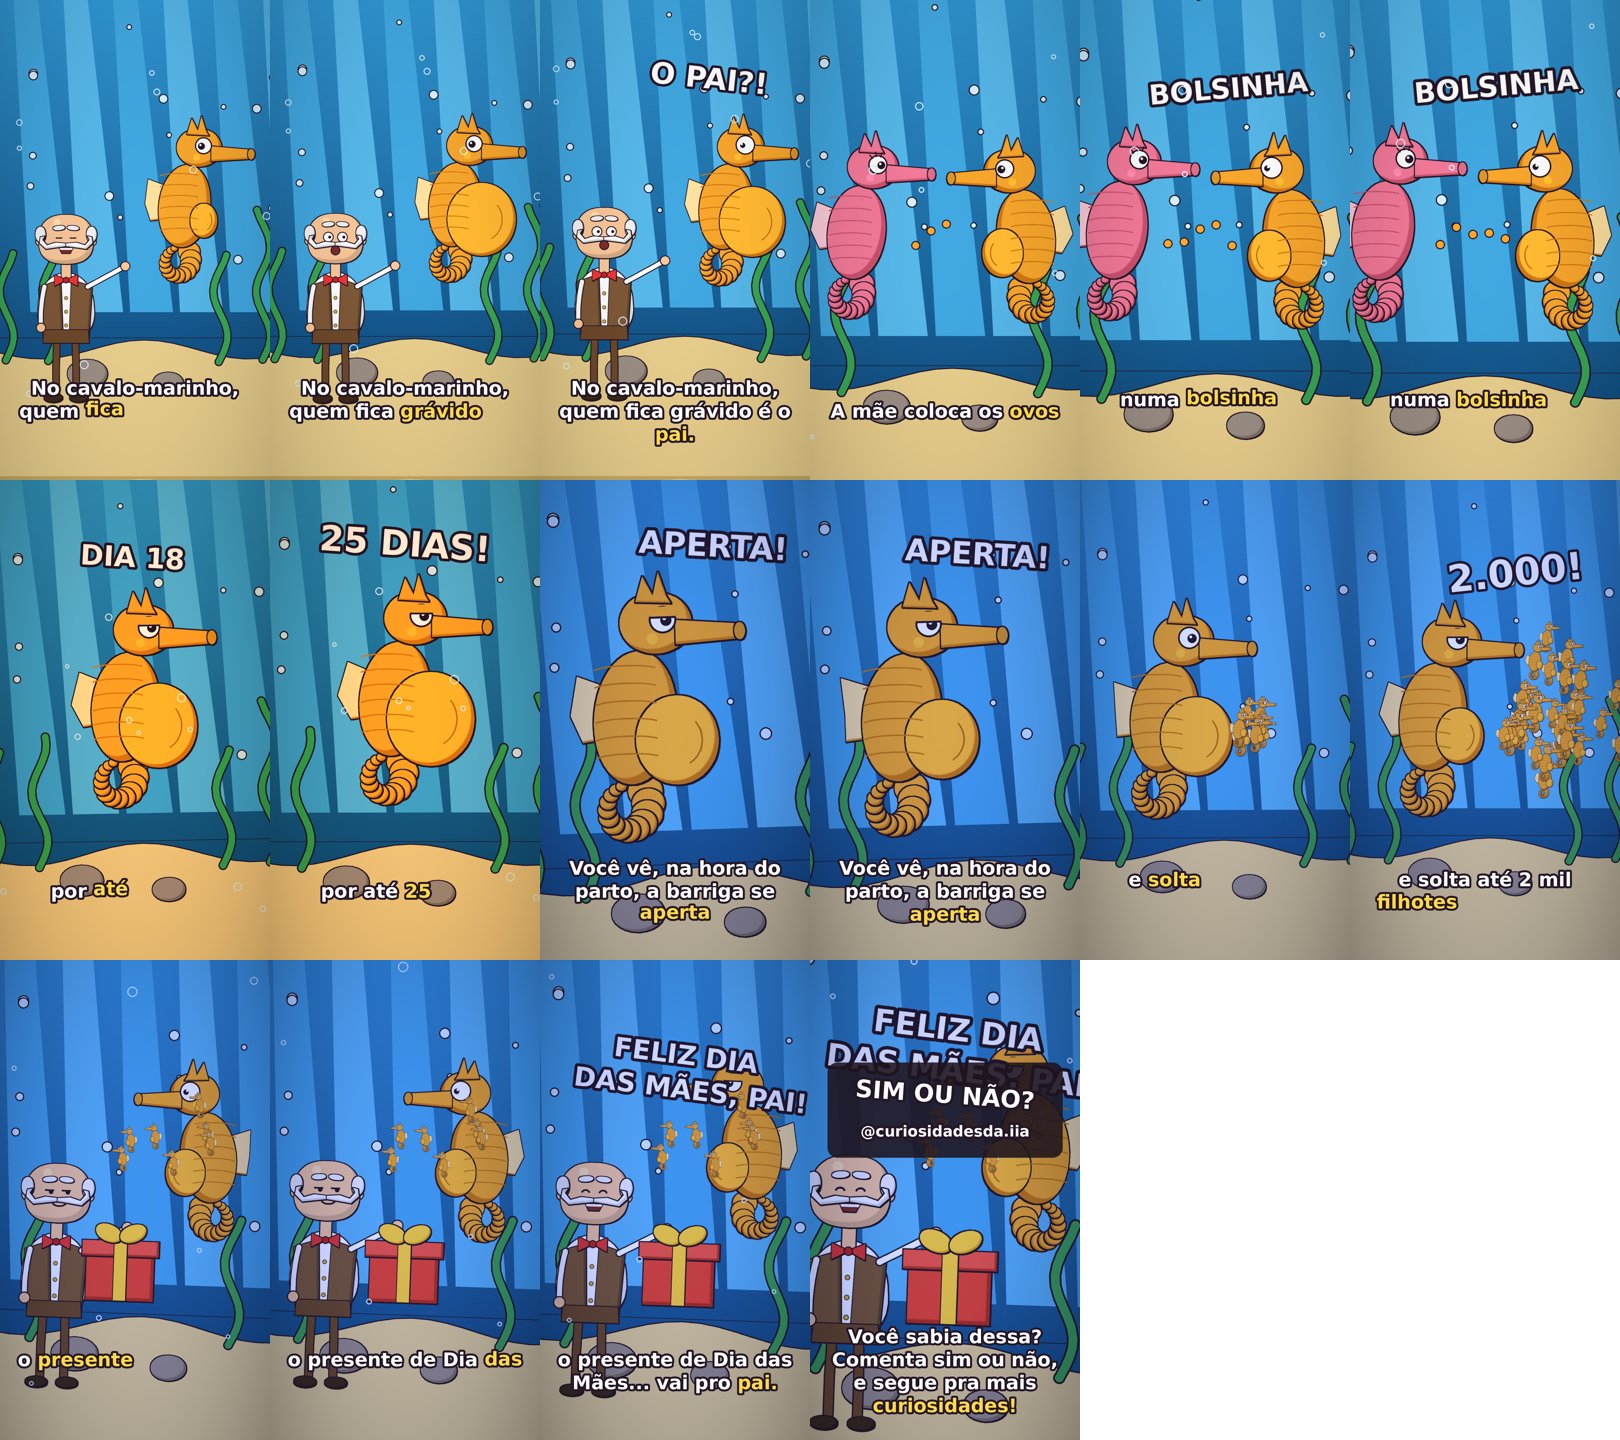 No cavalo-marinho,
quem fica
No cavalo-marinho,
quem fica grávido
O PAI?!
No cavalo-marinho,
quem fica grávido é o
pai.
A mãe coloca os ovos
BOLSINHA
numa bolsinha
BOLSINHA
numa bolsinha
DIA 18
por até
25 DIAS!
por até 25
APERTA!
Você vê, na hora do
parto, a barriga se
aperta
APERTA!
Você vê, na hora do
parto, a barriga se
aperta
e solta
2.000!
e solta até 2 mil
filhotes
o presente
o presente de Dia das
FELIZ DIA
DAS MÃES, PAI!
o presente de Dia das
Mães... vai pro pai.
FELIZ DIA
DAS MÃES, PAI
SIM OU NÃO?
@curiosidadesda.iia
Você sabia dessa?
Comenta sim ou não,
e segue pra mais
curiosidades!